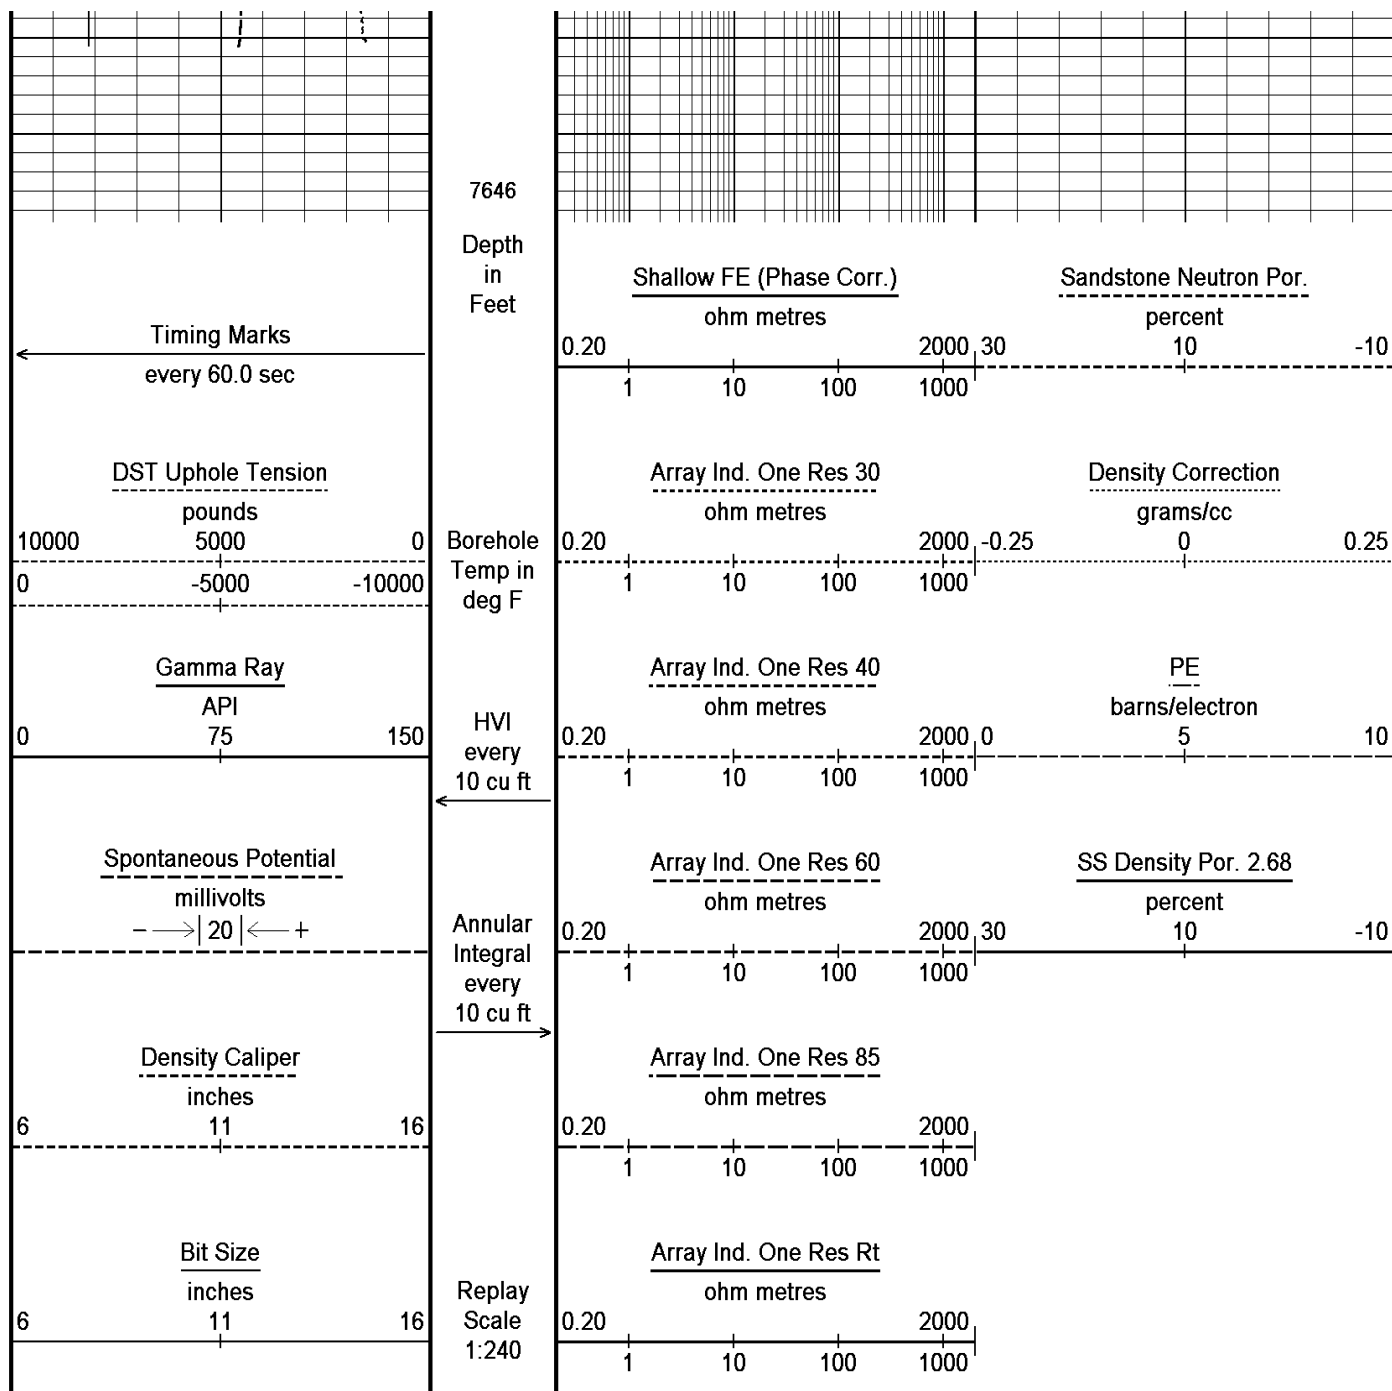 7646
Depth
in
Feet
Timing Marks
every 60.0 sec
DST Uphole Tension
pounds
10000 5000 0
0 -5000 -10000
Gamma Ray
API
0 75 150
Spontaneous Potential
millivolts
− 20 +
Density Caliper
inches
6 11 16
Bit Size
inches
6 11 16
Borehole
Temp in
deg F
HVI
every
10 cu ft
Annular
Integral
every
10 cu ft
Replay
Scale
1:240
Shallow FE (Phase Corr.)
ohm metres
0.20 2000
1 10 100 1000
Array Ind. One Res 30
ohm metres
0.20 2000
1 10 100 1000
Array Ind. One Res 40
ohm metres
0.20 2000
1 10 100 1000
Array Ind. One Res 60
ohm metres
0.20 2000
1 10 100 1000
Array Ind. One Res 85
ohm metres
0.20 2000
1 10 100 1000
Array Ind. One Res Rt
ohm metres
0.20 2000
1 10 100 1000
Sandstone Neutron Por.
percent
30 10 -10
Density Correction
grams/cc
-0.25 0 0.25
PE
barns/electron
0 5 10
SS Density Por. 2.68
percent
30 10 -10